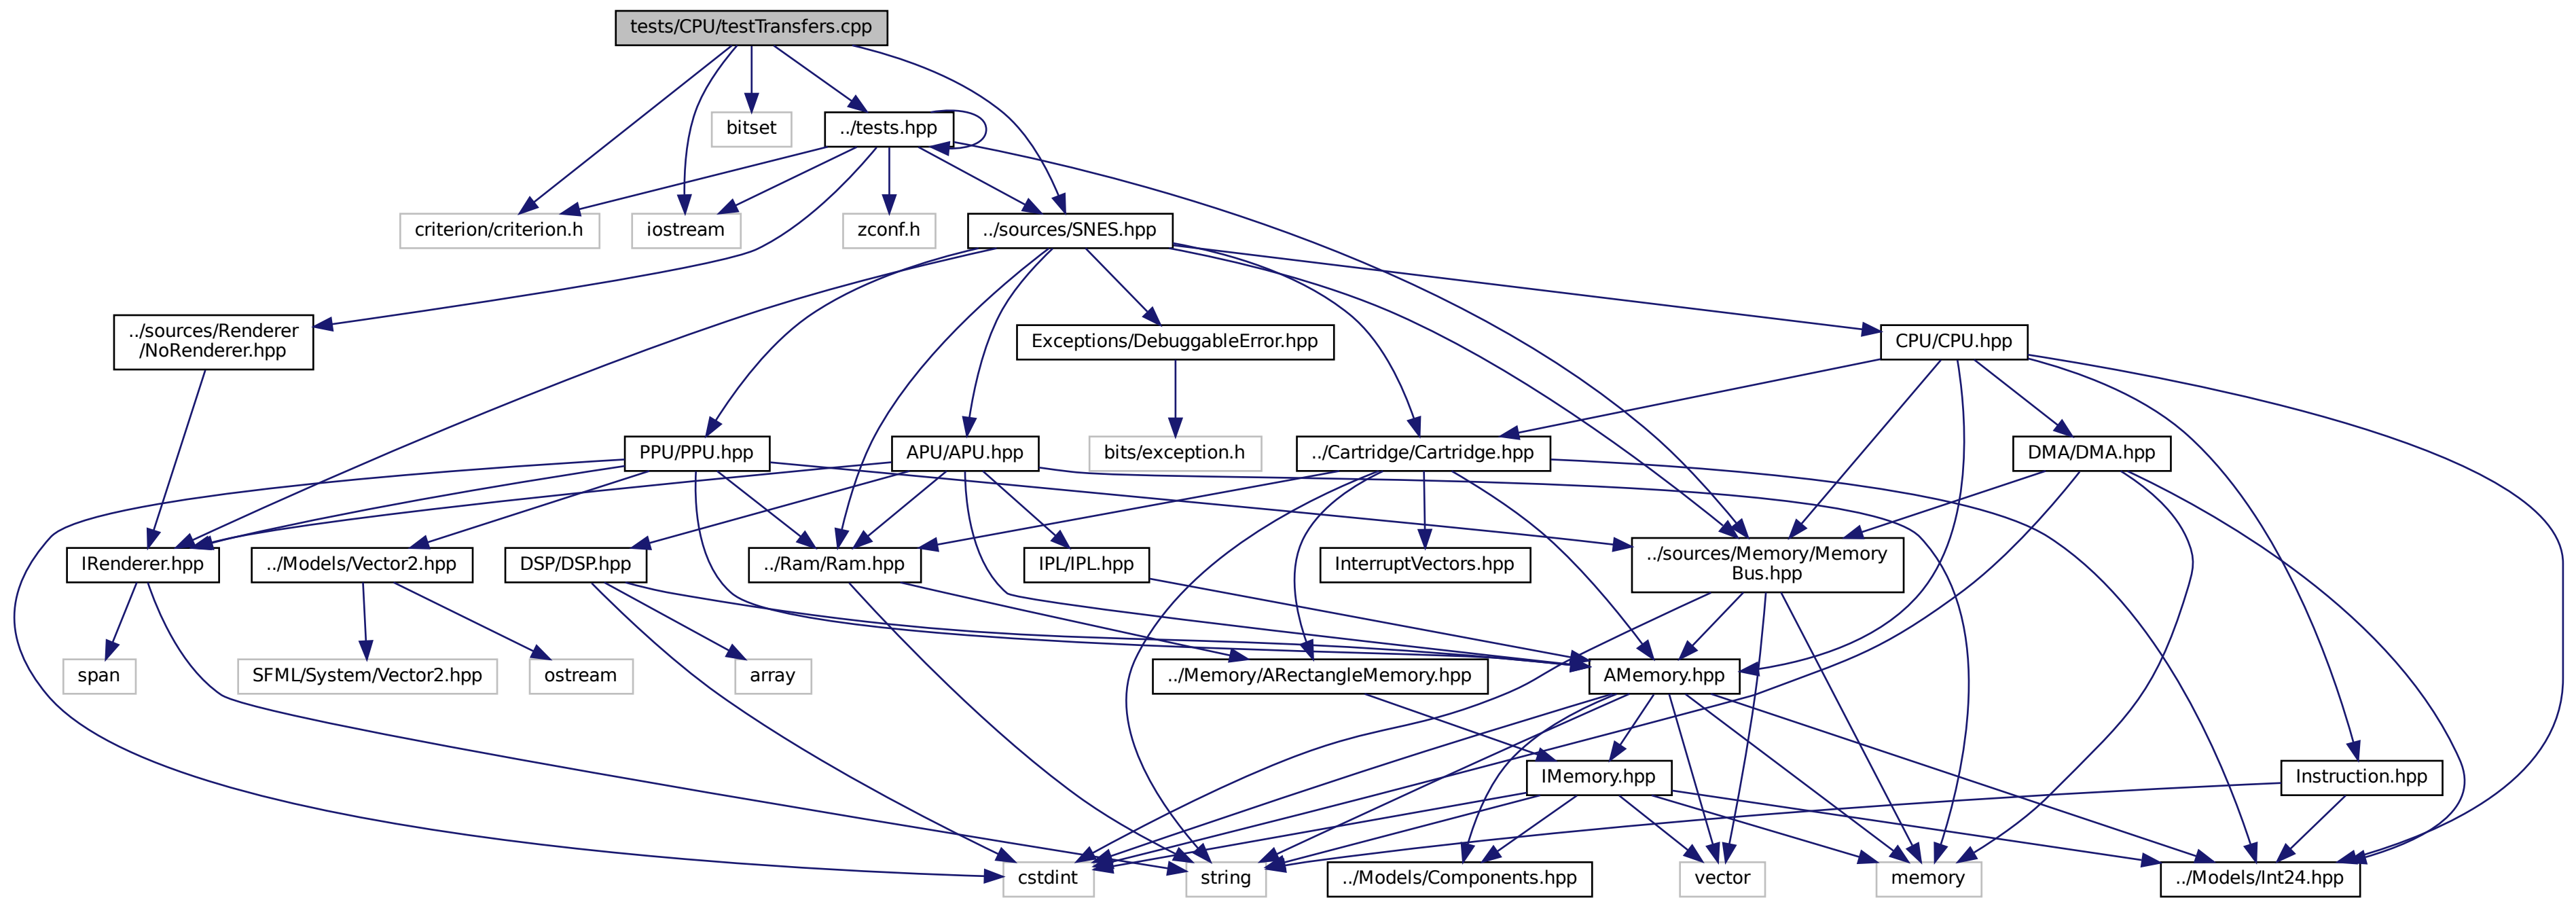 tests/CPU/testTransfers.cpp
bitset
../tests.hpp
criterion/criterion.h
iostream
zconf.h
../sources/SNES.hpp
../sources/Renderer
/NoRenderer.hpp
Exceptions/DebuggableError.hpp
CPU/CPU.hpp
PPU/PPU.hpp
APU/APU.hpp
bits/exception.h
../Cartridge/Cartridge.hpp
DMA/DMA.hpp
IRenderer.hpp
../Models/Vector2.hpp
DSP/DSP.hpp
../Ram/Ram.hpp
IPL/IPL.hpp
InterruptVectors.hpp
../sources/Memory/Memory
Bus.hpp
span
SFML/System/Vector2.hpp
ostream
array
../Memory/ARectangleMemory.hpp
AMemory.hpp
IMemory.hpp
Instruction.hpp
cstdint
string
../Models/Components.hpp
vector
memory
../Models/Int24.hpp